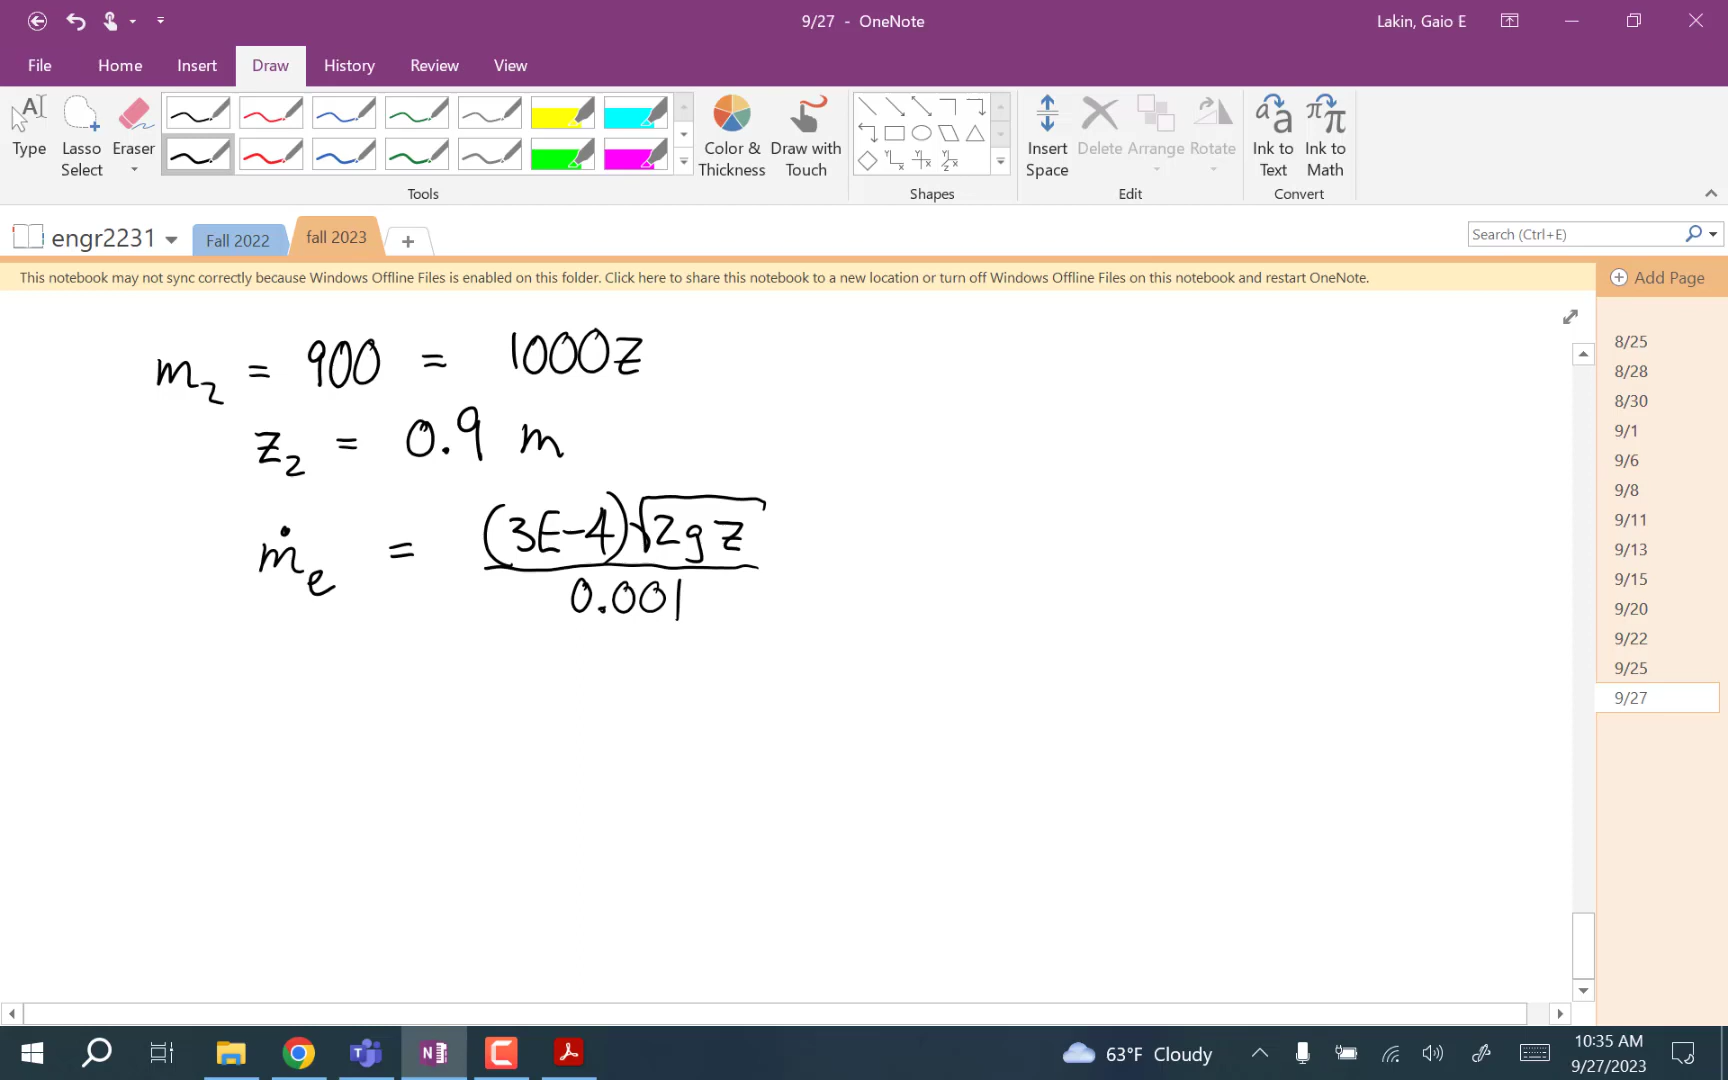 9/27 - OneNote
Lakin, Gaio E
File Home Insert Draw History Review View
Type
Lasso Select
Eraser
Color & Thickness
Draw with Touch
Insert Space
Delete
Arrange
Rotate
Ink to Text
Ink to Math
Tools
Shapes
Edit
Convert
engr2231
Fall 2022
fall 2023
Search (Ctrl+E)
This notebook may not sync correctly because Windows Offline Files is enabled on this folder. Click here to share this notebook to a new location or turn off Windows Offline Files on this notebook and restart OneNote.
Add Page
m₂ = 900 = 1000z
z₂ = 0.9 m
ṁₑ = (3E-4)√2gz
0.001
8/25
8/28
8/30
9/1
9/6
9/8
9/11
9/13
9/15
9/20
9/22
9/25
9/27
63°F Cloudy
10:35 AM
9/27/2023